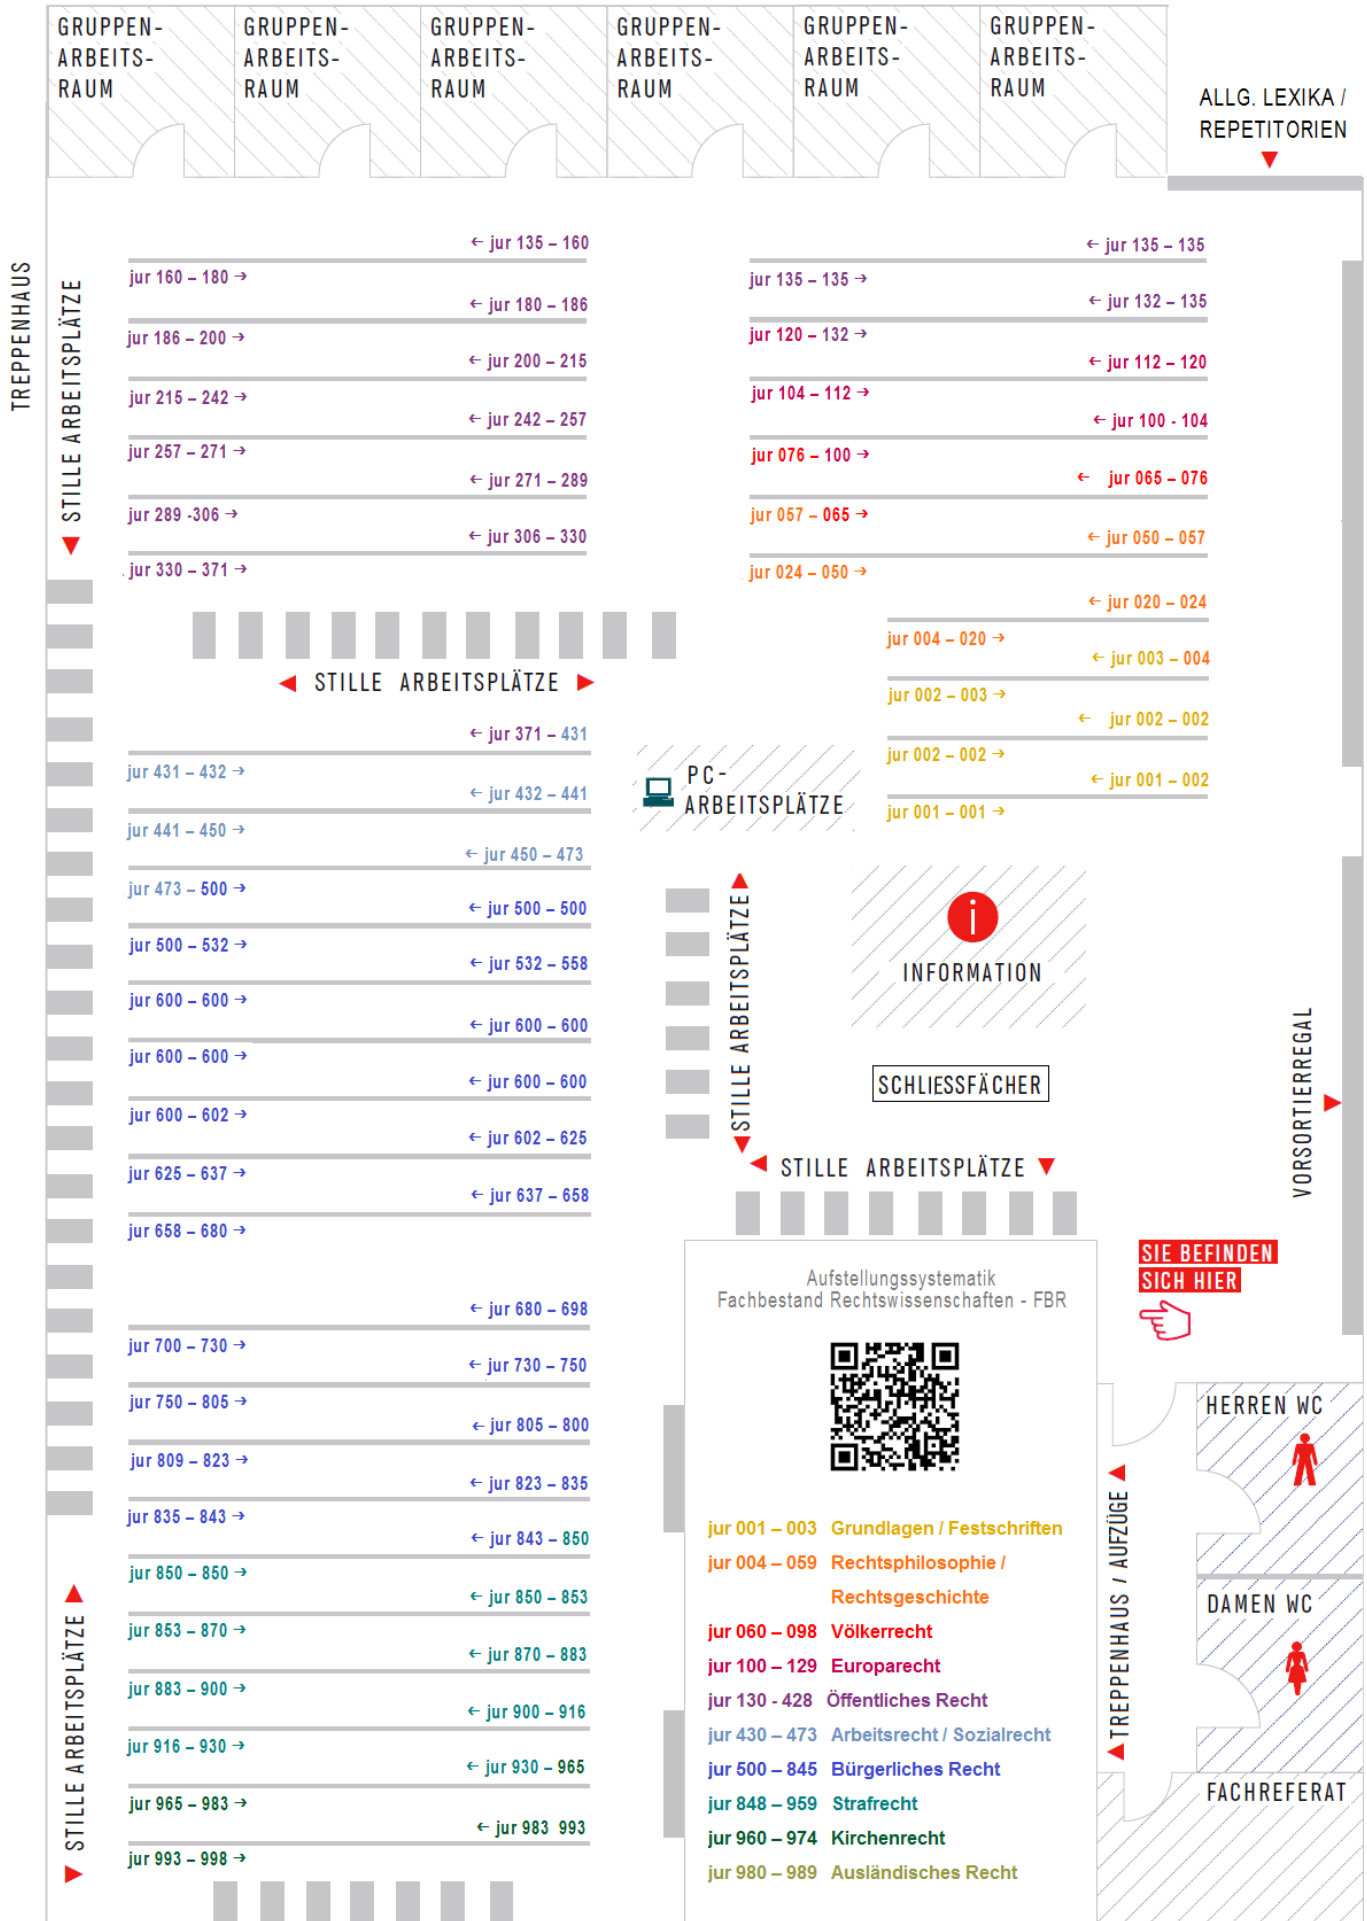 GRUPPEN-
ARBEITS-
RAUM
GRUPPEN-
ARBEITS-
RAUM
GRUPPEN-
ARBEITS-
RAUM
GRUPPEN-
ARBEITS-
RAUM
GRUPPEN-
ARBEITS-
RAUM
GRUPPEN-
ARBEITS-
RAUM
ALLG. LEXIKA /
REPETITORIEN
TREPPENHAUS
STILLE ARBEITSPLÄTZE
← jur 135 – 160
jur 160 – 180 →
← jur 180 – 186
jur 186 – 200 →
← jur 200 – 215
jur 215 – 242 →
← jur 242 – 257
jur 257 – 271 →
← jur 271 – 289
jur 289 -306 →
← jur 306 – 330
. jur 330 – 371 →
← jur 135 – 135
jur 135 – 135 →
← jur 132 – 135
jur 120 – 132 →
← jur 112 – 120
jur 104 – 112 →
← jur 100 - 104
jur 076 – 100 →
← jur 065 – 076
jur 057 – 065 →
← jur 050 – 057
jur 024 – 050 →
← jur 020 – 024
jur 004 – 020 →
← jur 003 – 004
jur 002 – 003 →
← jur 002 – 002
jur 002 – 002 →
← jur 001 – 002
jur 001 – 001 →
STILLE ARBEITSPLÄTZE
← jur 371 – 431
jur 431 – 432 →
← jur 432 – 441
jur 441 – 450 →
← jur 450 – 473
jur 473 – 500 →
← jur 500 – 500
jur 500 – 532 →
← jur 532 – 558
jur 600 – 600 →
← jur 600 – 600
jur 600 – 600 →
← jur 600 – 600
jur 600 – 602 →
← jur 602 – 625
jur 625 – 637 →
← jur 637 – 658
jur 658 – 680 →
PC-
ARBEITSPLÄTZE
STILLE ARBEITSPLÄTZE
i
INFORMATION
SCHLIESSFÄCHER
STILLE ARBEITSPLÄTZE
VORSORTIERREGAL
SIE BEFINDEN
SICH HIER
← jur 680 – 698
jur 700 – 730 →
← jur 730 – 750
jur 750 – 805 →
← jur 805 – 800
jur 809 – 823 →
← jur 823 – 835
jur 835 – 843 →
← jur 843 – 850
jur 850 – 850 →
← jur 850 – 853
jur 853 – 870 →
← jur 870 – 883
jur 883 – 900 →
← jur 900 – 916
jur 916 – 930 →
← jur 930 – 965
jur 965 – 983 →
← jur 983 993
jur 993 – 998 →
STILLE ARBEITSPLÄTZE
Aufstellungssystematik
Fachbestand Rechtswissenschaften - FBR
jur 001 – 003 Grundlagen / Festschriften
jur 004 – 059 Rechtsphilosophie /
Rechtsgeschichte
jur 060 – 098 Völkerrecht
jur 100 – 129 Europarecht
jur 130 - 428 Öffentliches Recht
jur 430 – 473 Arbeitsrecht / Sozialrecht
jur 500 – 845 Bürgerliches Recht
jur 848 – 959 Strafrecht
jur 960 – 974 Kirchenrecht
jur 980 – 989 Ausländisches Recht
TREPPENHAUS / AUFZÜGE
HERREN WC
DAMEN WC
FACHREFERAT